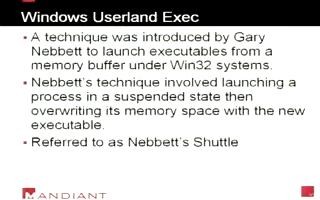 Windows Userland Exec
• A technique was introduced by Gary
Nebbett to launch executables from a
memory buffer under Win32 systems.
• Nebbett's technique involved launching a
process in a suspended state then
overwriting its memory space with the new
executable.
• Referred to as Nebbett's Shuttle
MANDIANT